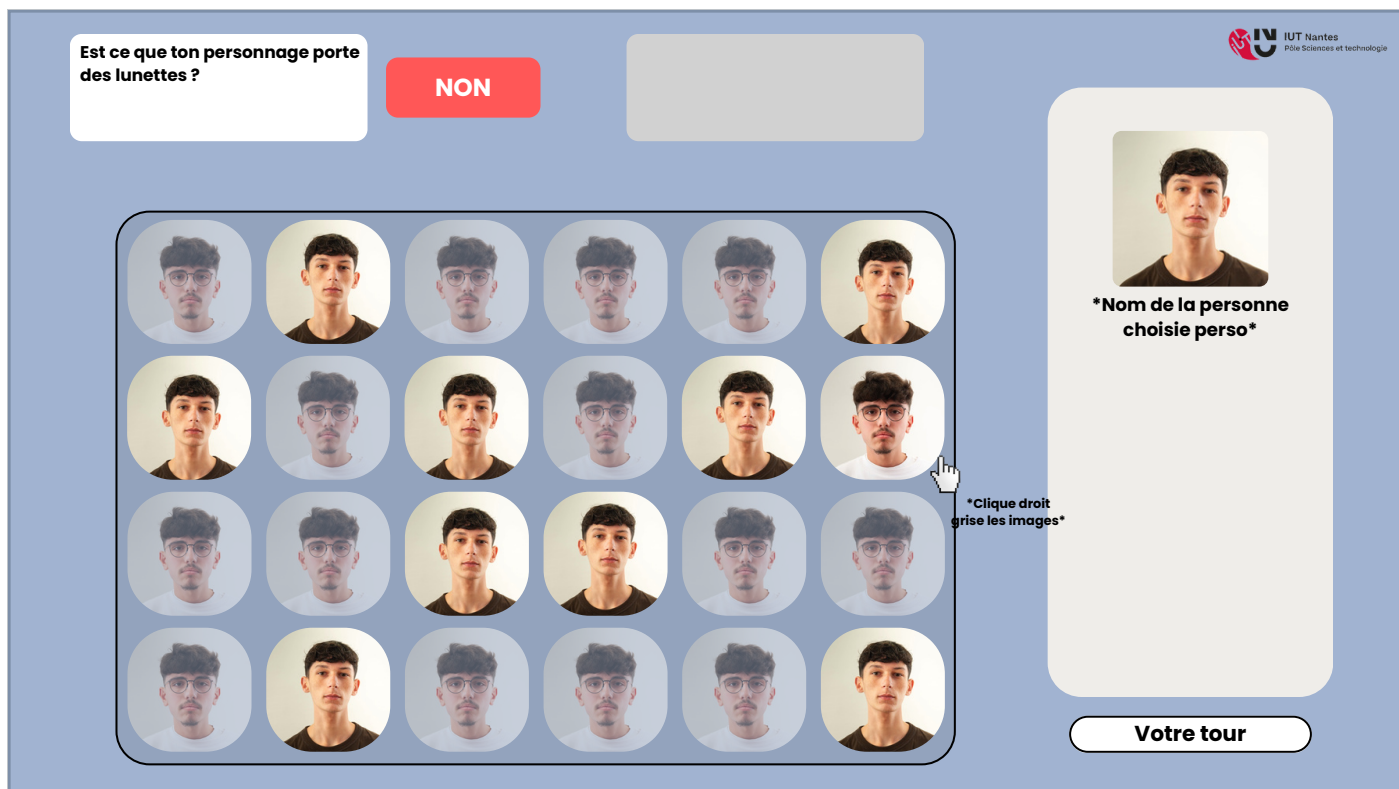 Est ce que ton personnage porte
des lunettes ?
NON
IUT Nantes
Pôle Sciences et technologie
*Nom de la personne
choisie perso*
*Clique droit
grise les images*
Votre tour